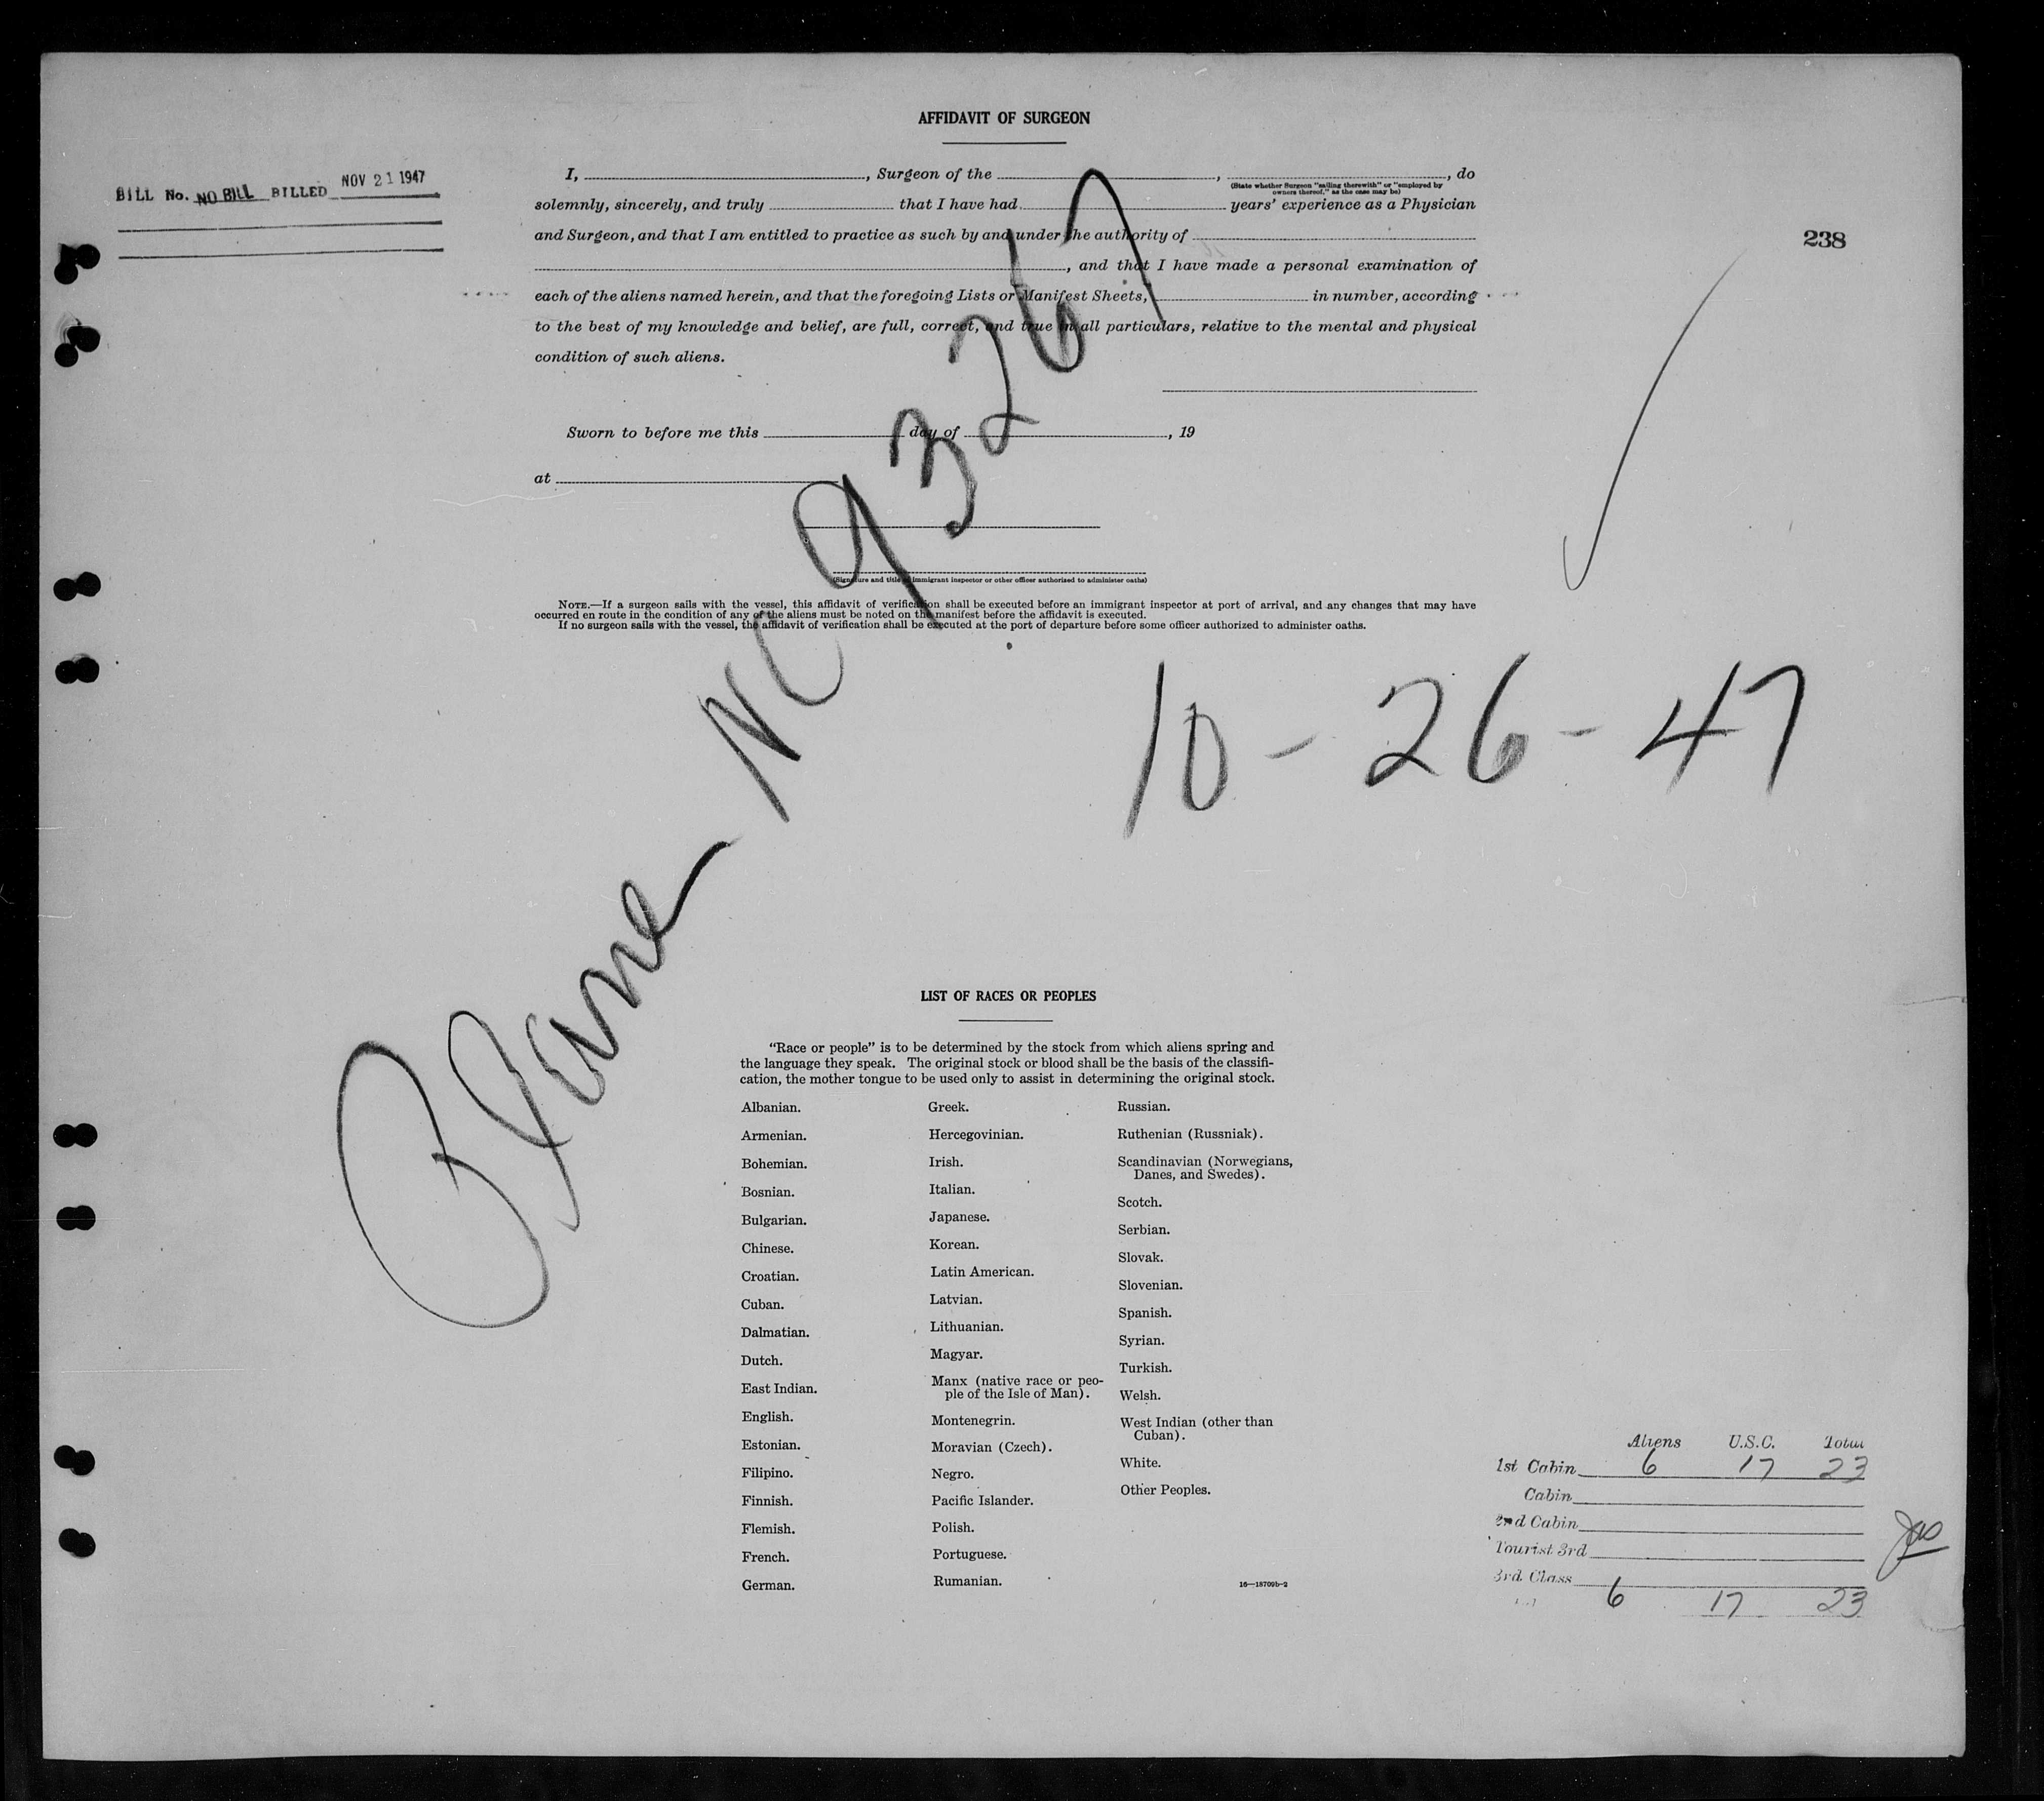 AFFIDAVIT OF SURGEON
BILL No. NO BILL BILLED NOV 21 1947
I, , Surgeon of the , , do
(State whether Surgeon "sailing therewith" or "employed by
owners thereof," as the case may be)
solemnly, sincerely, and truly that I have had years' experience as a Physician
and Surgeon, and that I am entitled to practice as such by and under the authority of
238
, and that I have made a personal examination of
each of the aliens named herein, and that the foregoing Lists or Manifest Sheets, in number, according
to the best of my knowledge and belief, are full, correct, and true in all particulars, relative to the mental and physical
condition of such aliens.
Sworn to before me this day of , 19
at
(Signature and title of immigrant inspector or other officer authorized to administer oaths)
NOTE.—If a surgeon sails with the vessel, this affidavit of verification shall be executed before an immigrant inspector at port of arrival, and any changes that may have
occurred en route in the condition of any of the aliens must be noted on the manifest before the affidavit is executed.
If no surgeon sails with the vessel, the affidavit of verification shall be executed at the port of departure before some officer authorized to administer oaths.
Plane NC 93267
10-26-47
LIST OF RACES OR PEOPLES
"Race or people" is to be determined by the stock from which aliens spring and
the language they speak. The original stock or blood shall be the basis of the classifi-
cation, the mother tongue to be used only to assist in determining the original stock.
Albanian.
Armenian.
Bohemian.
Bosnian.
Bulgarian.
Chinese.
Croatian.
Cuban.
Dalmatian.
Dutch.
East Indian.
English.
Estonian.
Filipino.
Finnish.
Flemish.
French.
German.
Greek.
Hercegovinian.
Irish.
Italian.
Japanese.
Korean.
Latin American.
Latvian.
Lithuanian.
Magyar.
Manx (native race or peo-
ple of the Isle of Man).
Montenegrin.
Moravian (Czech).
Negro.
Pacific Islander.
Polish.
Portuguese.
Rumanian.
Russian.
Ruthenian (Russniak).
Scandinavian (Norwegians,
Danes, and Swedes).
Scotch.
Serbian.
Slovak.
Slovenian.
Spanish.
Syrian.
Turkish.
Welsh.
West Indian (other than
Cuban).
White.
Other Peoples.
16—18709b-2
Aliens U.S.C. Total
1st Cabin 6 17 23
Cabin
2nd Cabin
Tourist 3rd
3rd Class
6 17 23